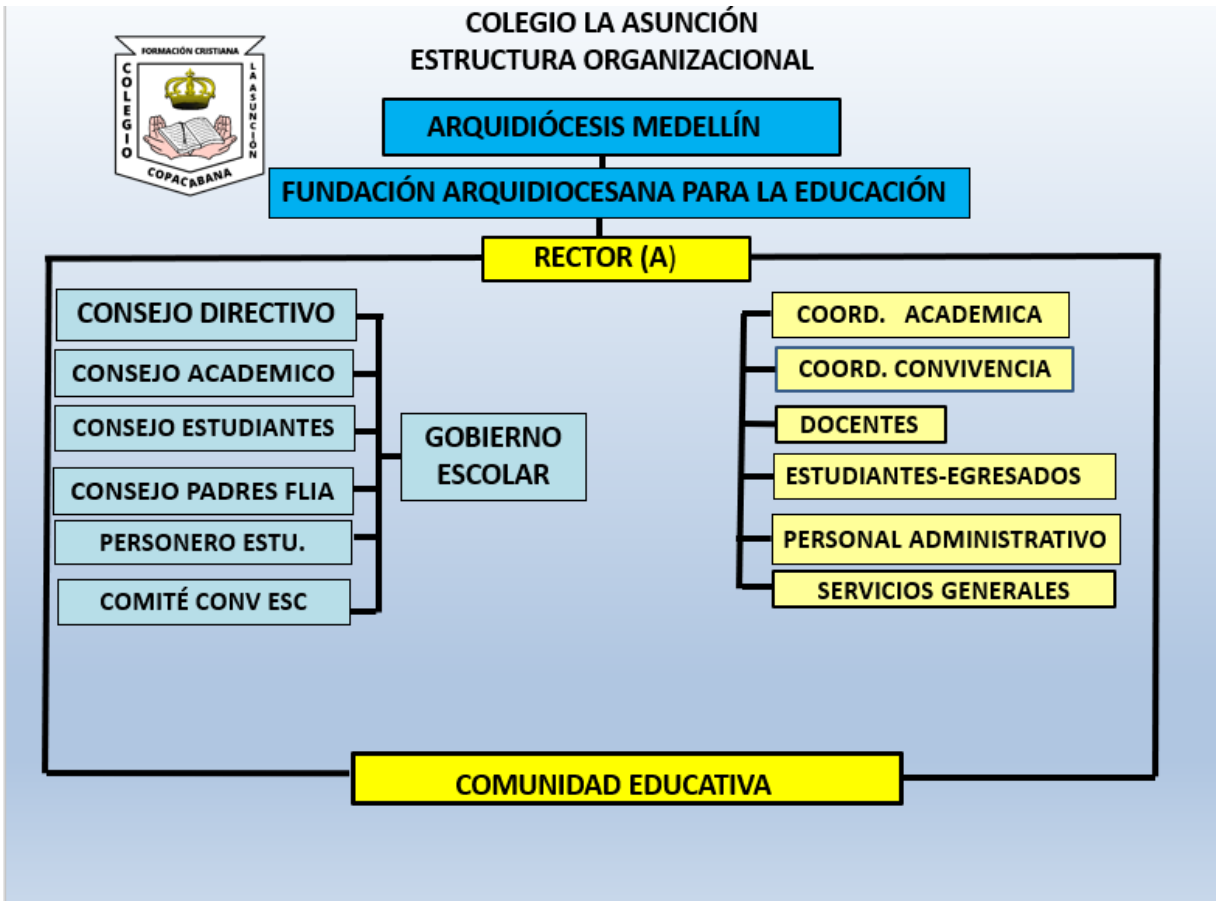 COLEGIO LA ASUNCIÓN
ESTRUCTURA ORGANIZACIONAL
FORMACIÓN CRISTIANA
COLEGIO
LA ASUNCIÓN
COPACABANA
ARQUIDIÓCESIS MEDELLÍN
FUNDACIÓN ARQUIDIOCESANA PARA LA EDUCACIÓN
RECTOR (A)
CONSEJO DIRECTIVO
CONSEJO ACADEMICO
CONSEJO ESTUDIANTES
CONSEJO PADRES FLIA
PERSONERO ESTU.
COMITÉ CONV ESC
GOBIERNO
ESCOLAR
COORD. ACADEMICA
COORD. CONVIVENCIA
DOCENTES
ESTUDIANTES-EGRESADOS
PERSONAL ADMINISTRATIVO
SERVICIOS GENERALES
COMUNIDAD EDUCATIVA